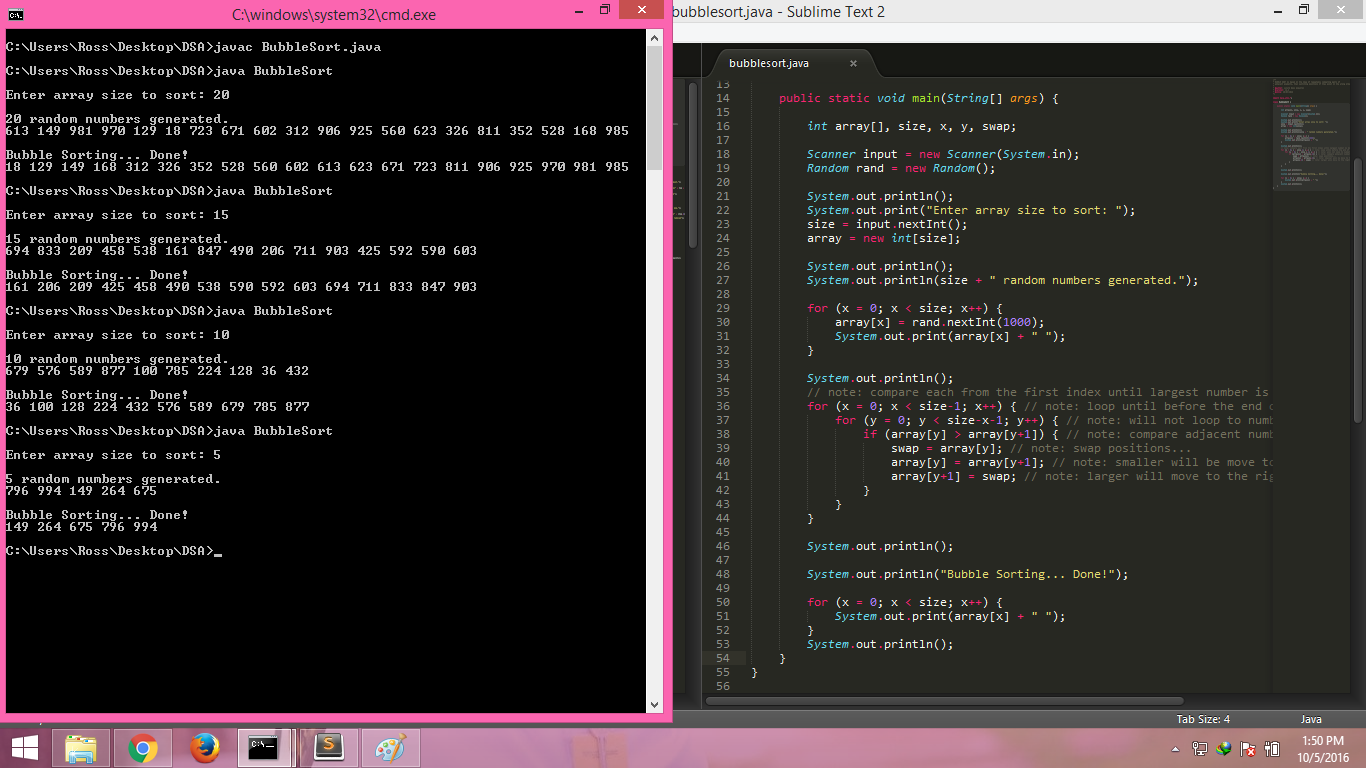 C:\windows\system32\cmd.exe
C:\Users\Ross\Desktop\DSA>javac BubbleSort.java
C:\Users\Ross\Desktop\DSA>java BubbleSort
Enter array size to sort: 20
20 random numbers generated.
613 149 981 970 129 18 723 671 602 312 906 925 560 623 326 811 352 528 168 985
Bubble Sorting... Done!
18 129 149 168 312 326 352 528 560 602 613 623 671 723 811 906 925 970 981 985
C:\Users\Ross\Desktop\DSA>java BubbleSort
Enter array size to sort: 15
15 random numbers generated.
694 833 209 458 538 161 847 490 206 711 903 425 592 590 603
Bubble Sorting... Done!
161 206 209 425 458 490 538 590 592 603 694 711 833 847 903
C:\Users\Ross\Desktop\DSA>java BubbleSort
Enter array size to sort: 10
10 random numbers generated.
679 576 589 877 100 785 224 128 36 432
Bubble Sorting... Done!
36 100 128 224 432 576 589 679 785 877
C:\Users\Ross\Desktop\DSA>java BubbleSort
Enter array size to sort: 5
5 random numbers generated.
796 994 149 264 675
Bubble Sorting... Done!
149 264 675 796 994
C:\Users\Ross\Desktop\DSA>_
bubblesort.java - Sublime Text 2
bubblesort.java ×
13
14 public static void main(String[] args) {
15
16 int array[], size, x, y, swap;
17
18 Scanner input = new Scanner(System.in);
19 Random rand = new Random();
20
21 System.out.println();
22 System.out.print("Enter array size to sort: ");
23 size = input.nextInt();
24 array = new int[size];
25
26 System.out.println();
27 System.out.println(size + " random numbers generated.");
28
29 for (x = 0; x < size; x++) {
30 array[x] = rand.nextInt(1000);
31 System.out.print(array[x] + " ");
32 }
33
34 System.out.println();
35 // note: compare each from the first index until largest number is
36 for (x = 0; x < size-1; x++) { // note: loop until before the end
37 for (y = 0; y < size-x-1; y++) { // note: will not loop to numb
38 if (array[y] > array[y+1]) { // note: compare adjacent num
39 swap = array[y]; // note: swap positions...
40 array[y] = array[y+1]; // note: smaller will be move to
41 array[y+1] = swap; // note: larger will move to the rig
42 }
43 }
44 }
45
46 System.out.println();
47
48 System.out.println("Bubble Sorting... Done!");
49
50 for (x = 0; x < size; x++) {
51 System.out.print(array[x] + " ");
52 }
53 System.out.println();
54 }
55 }
56
Tab Size: 4 Java
1:50 PM
10/5/2016